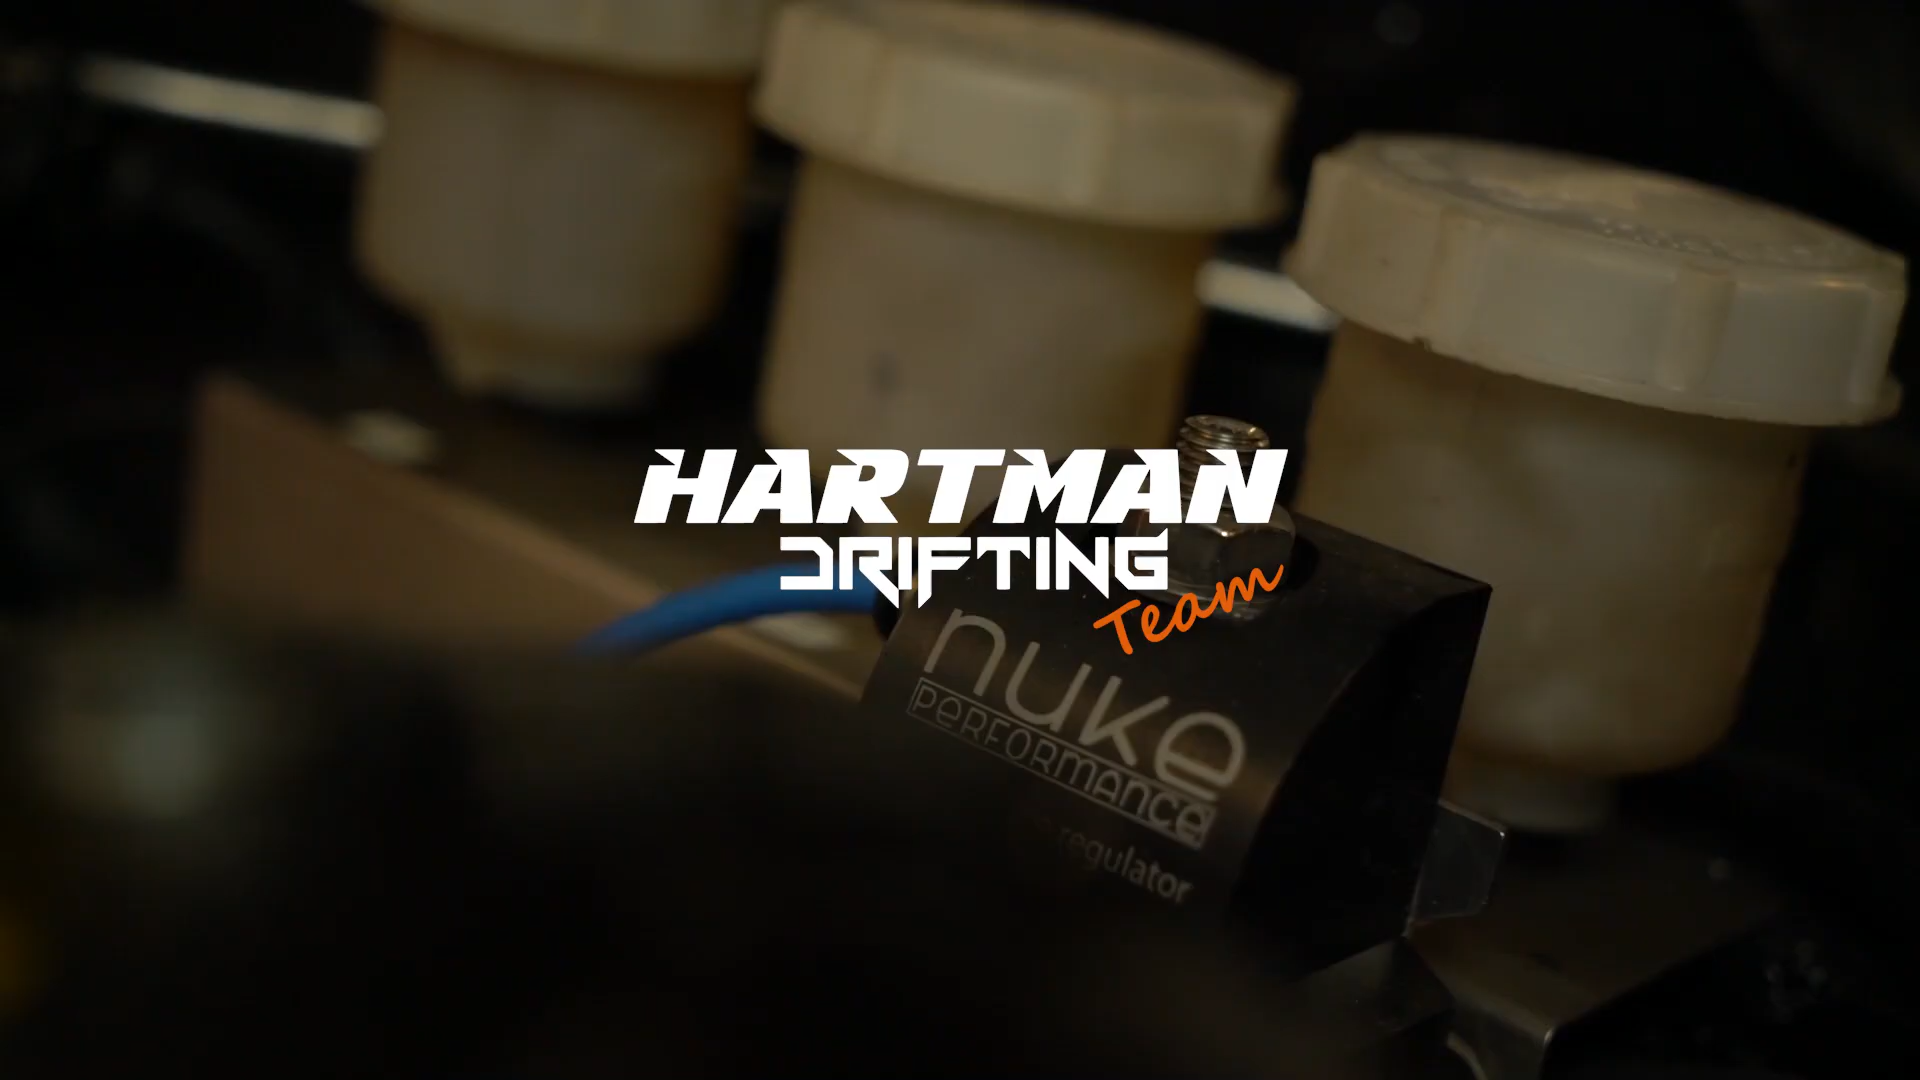 HARTMAN
DRIFTING
Team
nuke
PERFORMANCE
regulator